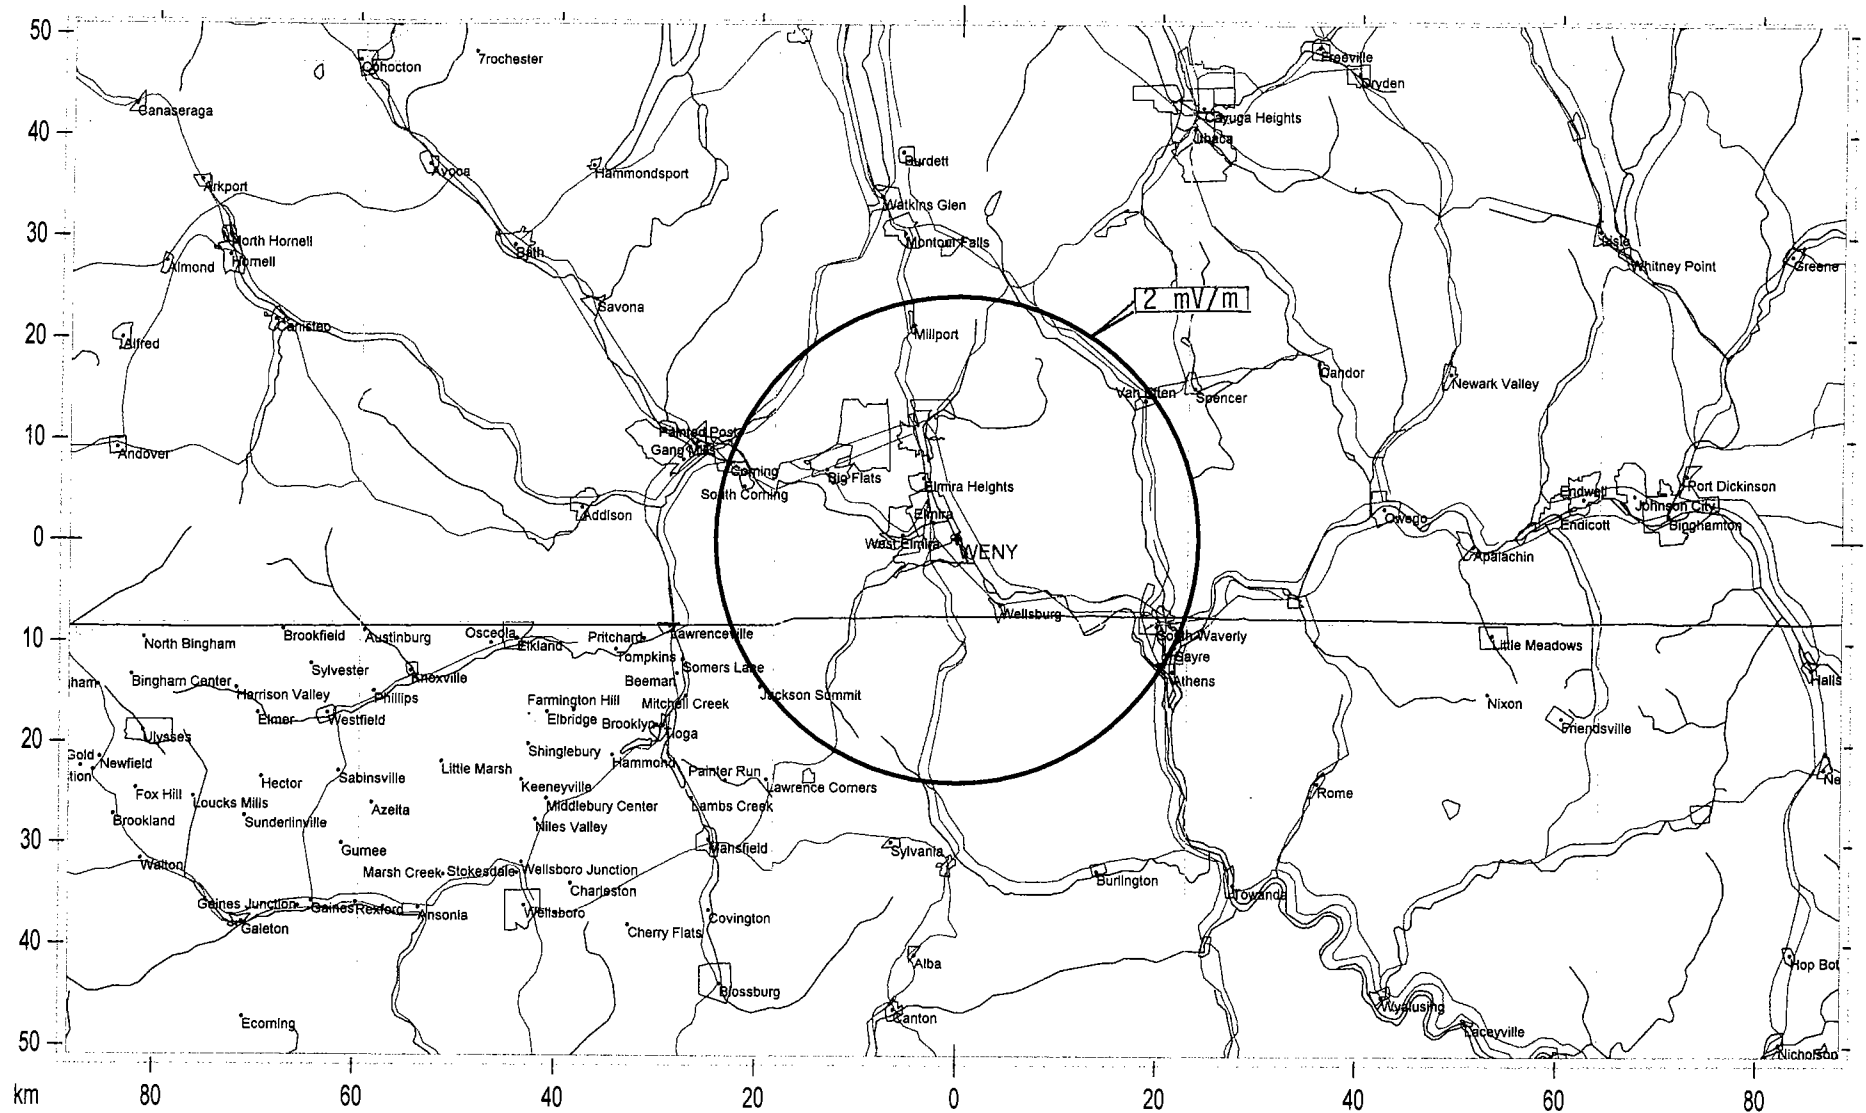 50
Cohocton
7rochester
Freeville
Dryden
Canaseraga
Cayuga Heights
40
Ithaca
Burdett
Avoca
Hammondsport
Arkport
Watkins Glen
30
North Hornell
Montour Falls
Lisle
Bath
Hornell
Almond
Whitney Point
Greene
2 mV/m
Savona
Canisteo
20
Millport
Alfred
Candor
Newark Valley
Van Etten
Spencer
10
Painted Post
Gang Mills
Andover
Corning
Big Flats
South Corning
Elmira Heights
Port Dickinson
Endwell
Johnson City
Addison
Elmira
Owego
Endicott
Binghamton
0
West Elmira
WENY
Apalachin
Wellsburg
10
North Bingham
Brookfield
Austinburg
Osceola
Elkland
Pritchard
Lawrenceville
South Waverly
Little Meadows
Sylvester
Tompkins
Somers Lane
Sayre
ham
Bingham Center
Knoxville
Beeman
Athens
Halls
Harrison Valley
Phillips
Farmington Hill
Mitchell Creek
Jackson Summit
Nixon
Elmer
Westfield
Elbridge
Brooklyn
Tioga
Friendsville
20
Ulysses
Gold
Newfield
Shinglebury
Hammond
tion
Hector
Sabinsville
Little Marsh
Painter Run
Ne
Fox Hill
Keeneyville
Lawrence Corners
Rome
Loucks Mills
Azelta
Middlebury Center
Lambs Creek
Brookland
Sunderlinville
Niles Valley
30
Gurnee
Mansfield
Sylvania
Walton
Marsh Creek
Stokesdale
Wellsboro Junction
Burlington
Charleston
Towanda
Gaines Junction
Gaines
Rexford
Ansonia
Wellsboro
Covington
Galeton
Cherry Flats
40
Alba
Hop Bot
Blossburg
Wyalusing
Ecoming
Canton
Laceyville
50
Nicholson
km
80
60
40
20
0
20
40
60
80